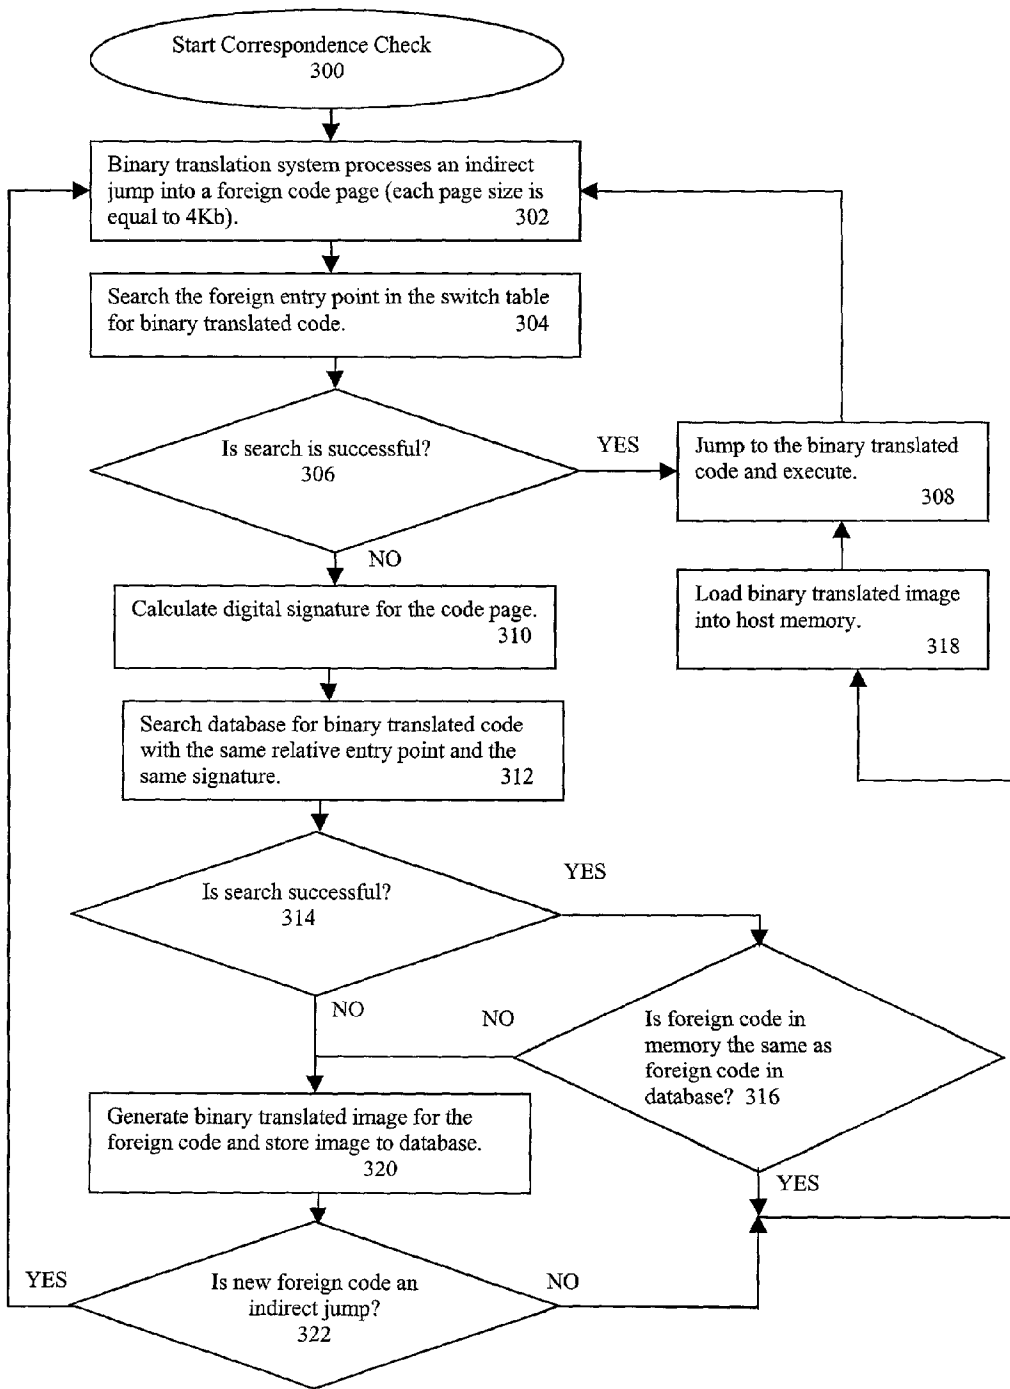 Start Correspondence Check
300
Binary translation system processes an indirect
jump into a foreign code page (each page size is
equal to 4Kb). 302
Search the foreign entry point in the switch table
for binary translated code. 304
Is search is successful?
306
YES
Jump to the binary translated
code and execute.
308
NO
Calculate digital signature for the code page.
310
Load binary translated image
into host memory.
318
Search database for binary translated code
with the same relative entry point and the
same signature. 312
Is search successful?
314
YES
NO
NO
Is foreign code in
memory the same as
foreign code in
database? 316
Generate binary translated image for the
foreign code and store image to database.
320
YES
YES
Is new foreign code an
indirect jump?
322
NO